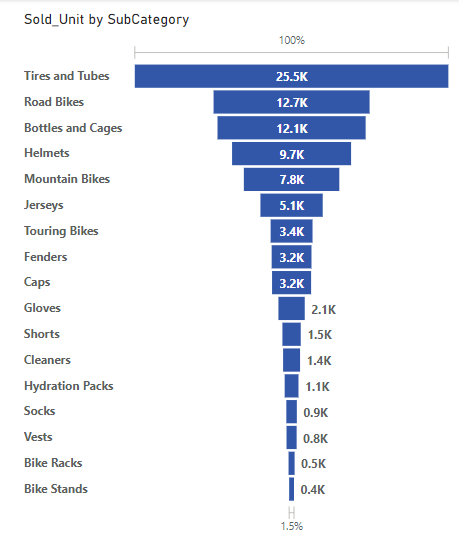 Sold_Unit by SubCategory
100%
Tires and Tubes 25.5K
Road Bikes 12.7K
Bottles and Cages 12.1K
Helmets 9.7K
Mountain Bikes 7.8K
Jerseys 5.1K
Touring Bikes 3.4K
Fenders 3.2K
Caps 3.2K
Gloves 2.1K
Shorts 1.5K
Cleaners 1.4K
Hydration Packs 1.1K
Socks 0.9K
Vests 0.8K
Bike Racks 0.5K
Bike Stands 0.4K
1.5%